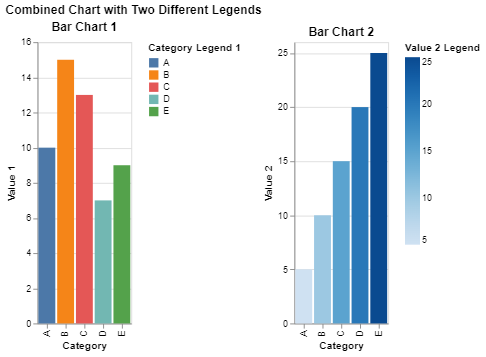 Combined Chart with Two Different Legends
Bar Chart 1
16
14
12
10
8
6
4
2
0
Value 1
A
B
C
D
E
Category
Category Legend 1
A
B
C
D
E
Bar Chart 2
25
20
15
10
5
0
Value 2
A
B
C
D
E
Category
Value 2 Legend
25
20
15
10
5